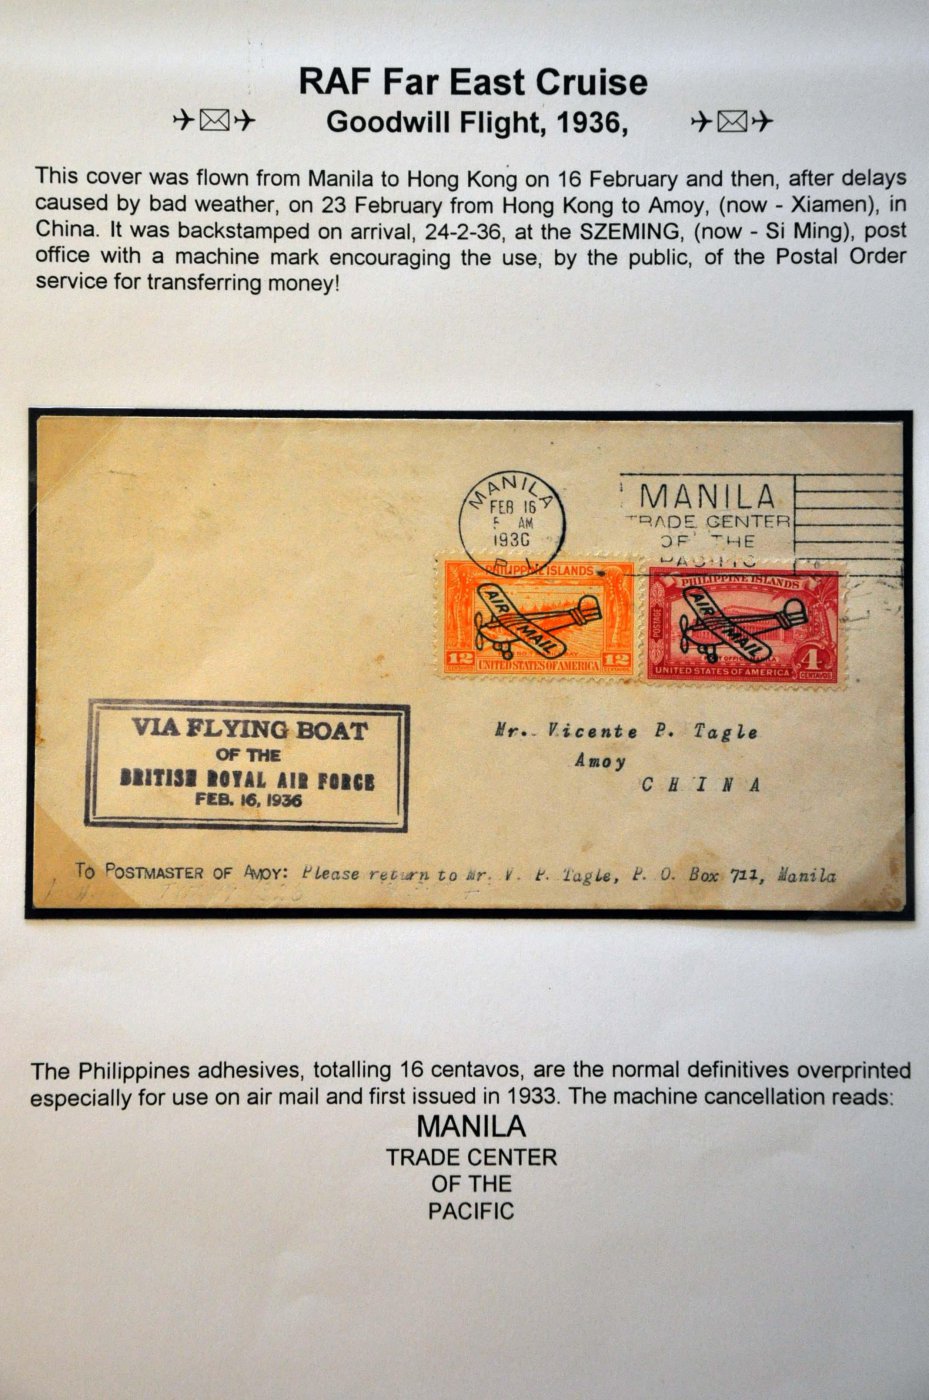 RAF Far East Cruise
Goodwill Flight, 1936,
This cover was flown from Manila to Hong Kong on 16 February and then, after delays
caused by bad weather, on 23 February from Hong Kong to Amoy, (now - Xiamen), in
China. It was backstamped on arrival, 24-2-36, at the SZEMING, (now - Si Ming), post
office with a machine mark encouraging the use, by the public, of the Postal Order
service for transferring money!
MANILA
FEB 16
AM
1936
P. I.
MANILA
TRADE CENTER
OF THE
PACIFIC
PHILIPPINE ISLANDS
AIR MAIL
12 12
UNITED STATES OF AMERICA
PHILIPPINE ISLANDS
POSTAGE
AIR MAIL
4
CENTAVOS
UNITED STATES OF AMERICA
VIA FLYING BOAT
OF THE
BRITISH ROYAL AIR FORCE
FEB. 16, 1936
Mr. Vicente P. Tagle
Amoy
CHINA
TO POSTMASTER OF AMOY: Please return to Mr. V. P. Tagle, P. O. Box 711, Manila
The Philippines adhesives, totalling 16 centavos, are the normal definitives overprinted
especially for use on air mail and first issued in 1933. The machine cancellation reads:
MANILA
TRADE CENTER
OF THE
PACIFIC